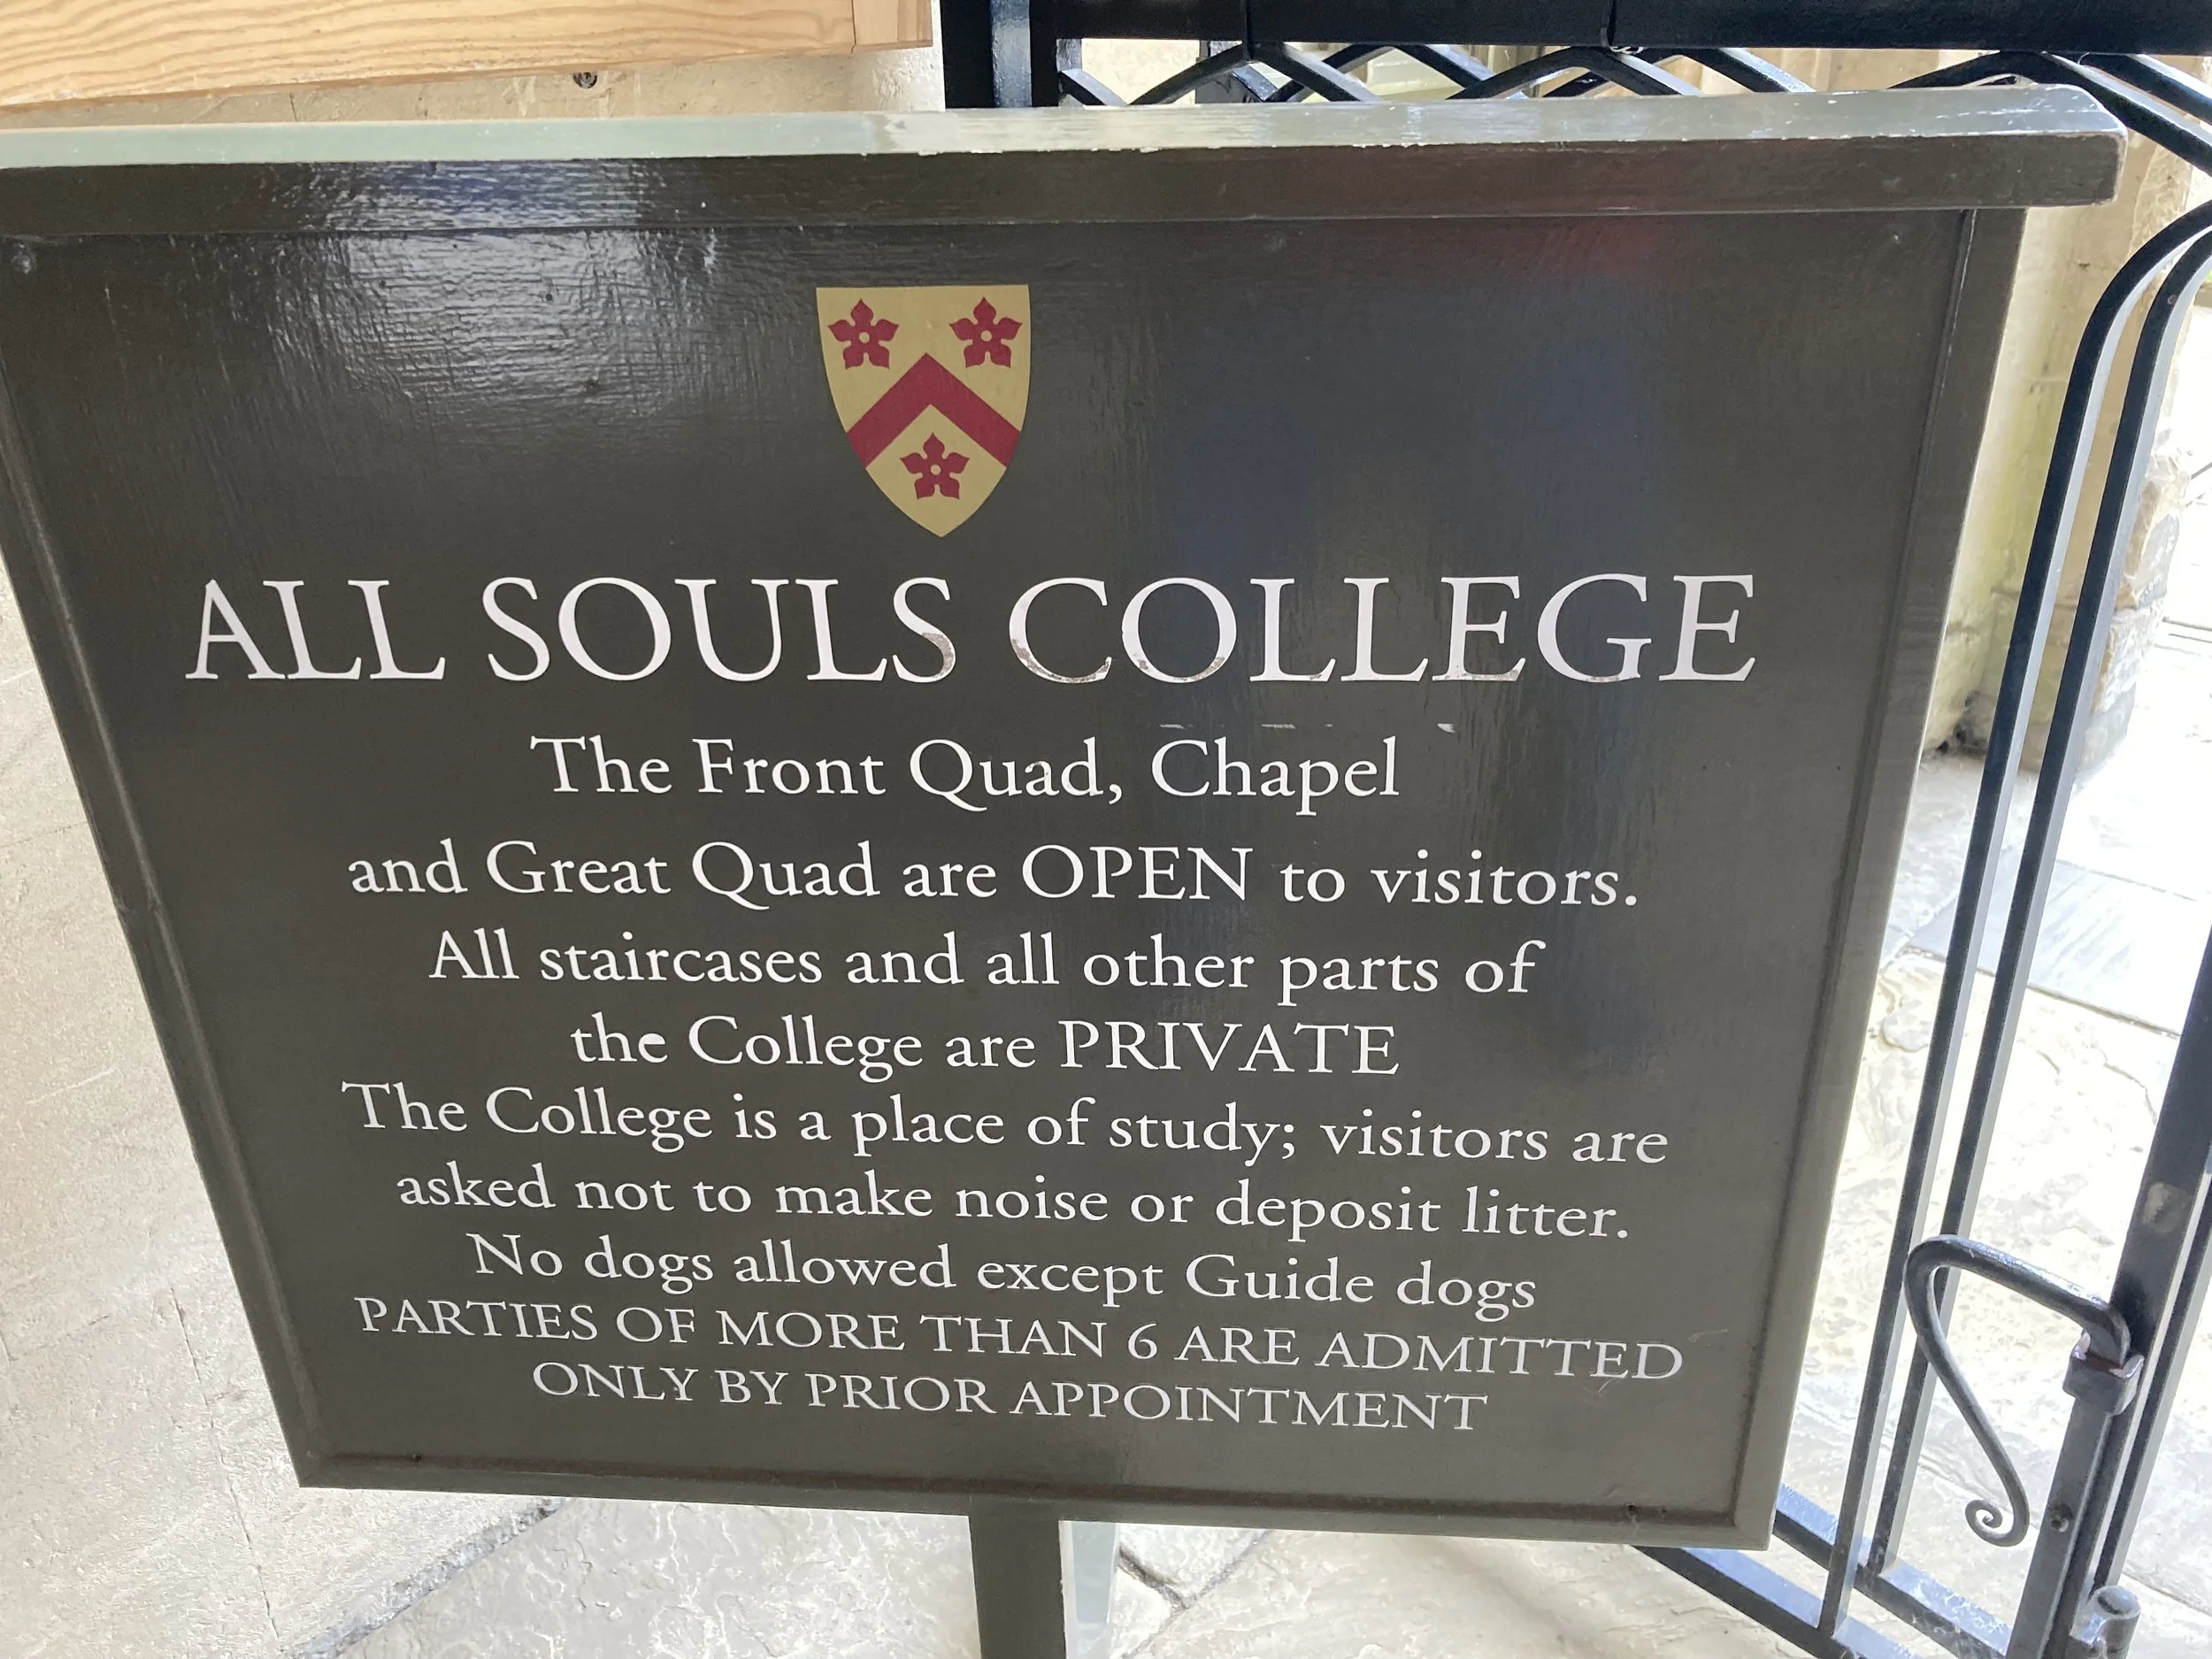 ALL SOULS COLLEGE
The Front Quad, Chapel
and Great Quad are OPEN to visitors.
All staircases and all other parts of
the College are PRIVATE
The College is a place of study; visitors are
asked not to make noise or deposit litter.
No dogs allowed except Guide dogs
PARTIES OF MORE THAN 6 ARE ADMITTED
ONLY BY PRIOR APPOINTMENT